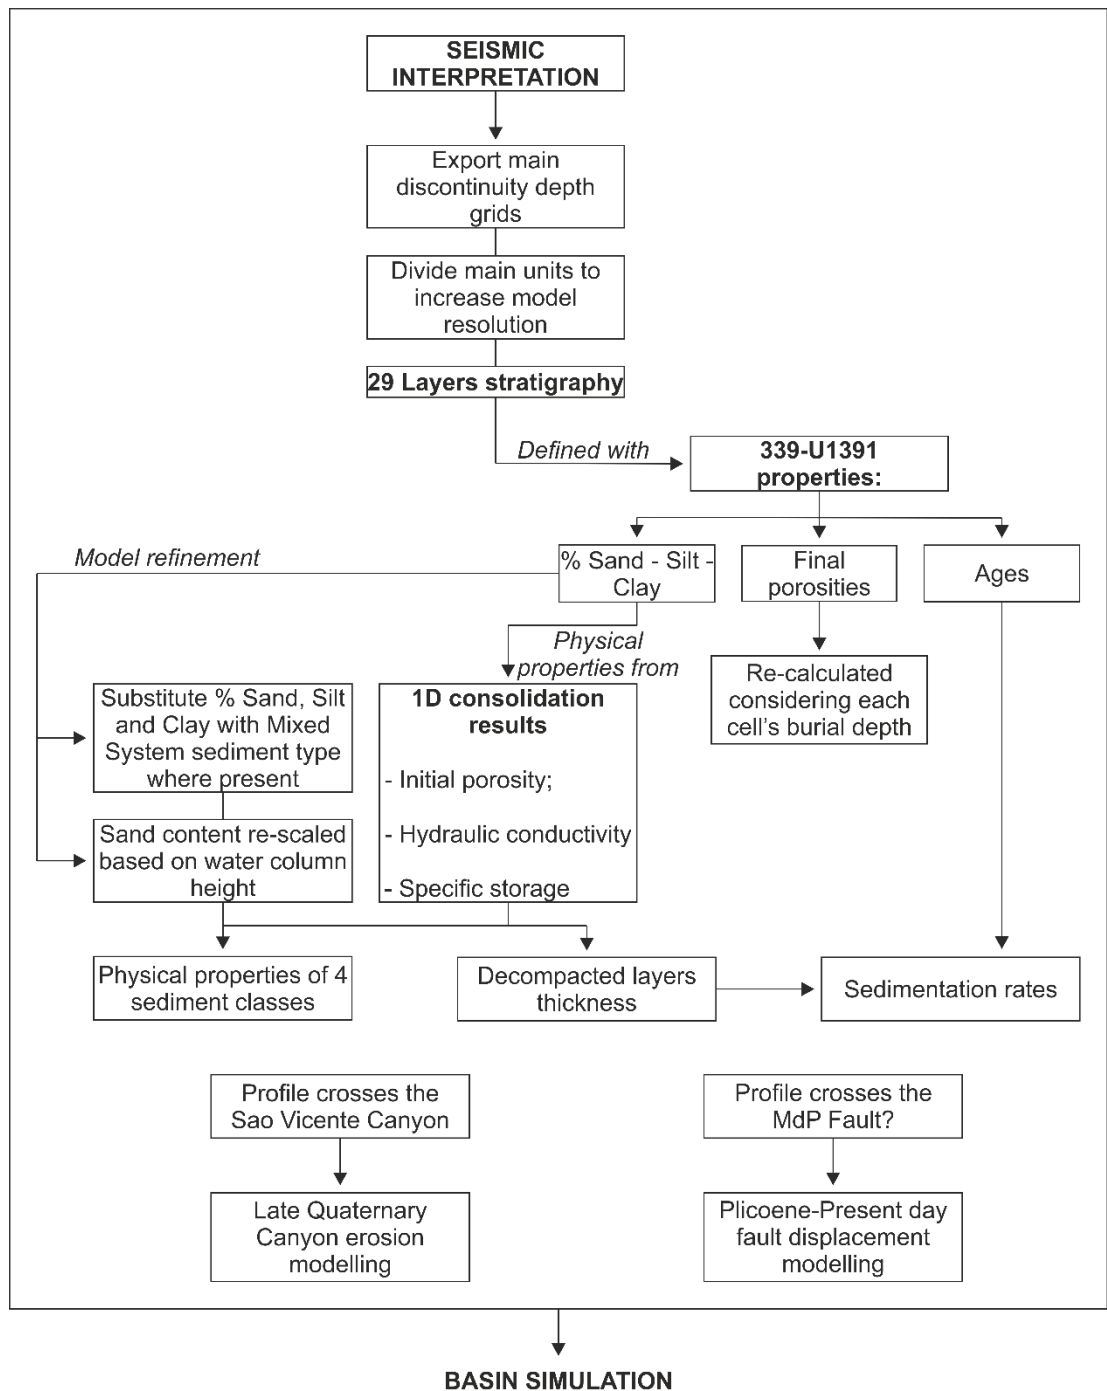 SEISMIC
INTERPRETATION
Export main
discontinuity depth
grids
Divide main units to
increase model
resolution
29 Layers stratigraphy
Defined with
339-U1391
properties:
Model refinement
% Sand - Silt -
Clay
Final
porosities
Ages
Physical
properties from
Re-calculated
considering each
cell's burial depth
Substitute % Sand, Silt
and Clay with Mixed
System sediment type
where present
1D consolidation
results
- Initial porosity;
- Hydraulic conductivity
- Specific storage
Sand content re-scaled
based on water column
height
Physical properties of 4
sediment classes
Decompacted layers
thickness
Sedimentation rates
Profile crosses the
Sao Vicente Canyon
Profile crosses the
MdP Fault?
Late Quaternary
Canyon erosion
modelling
Plicoene-Present day
fault displacement
modelling
BASIN SIMULATION